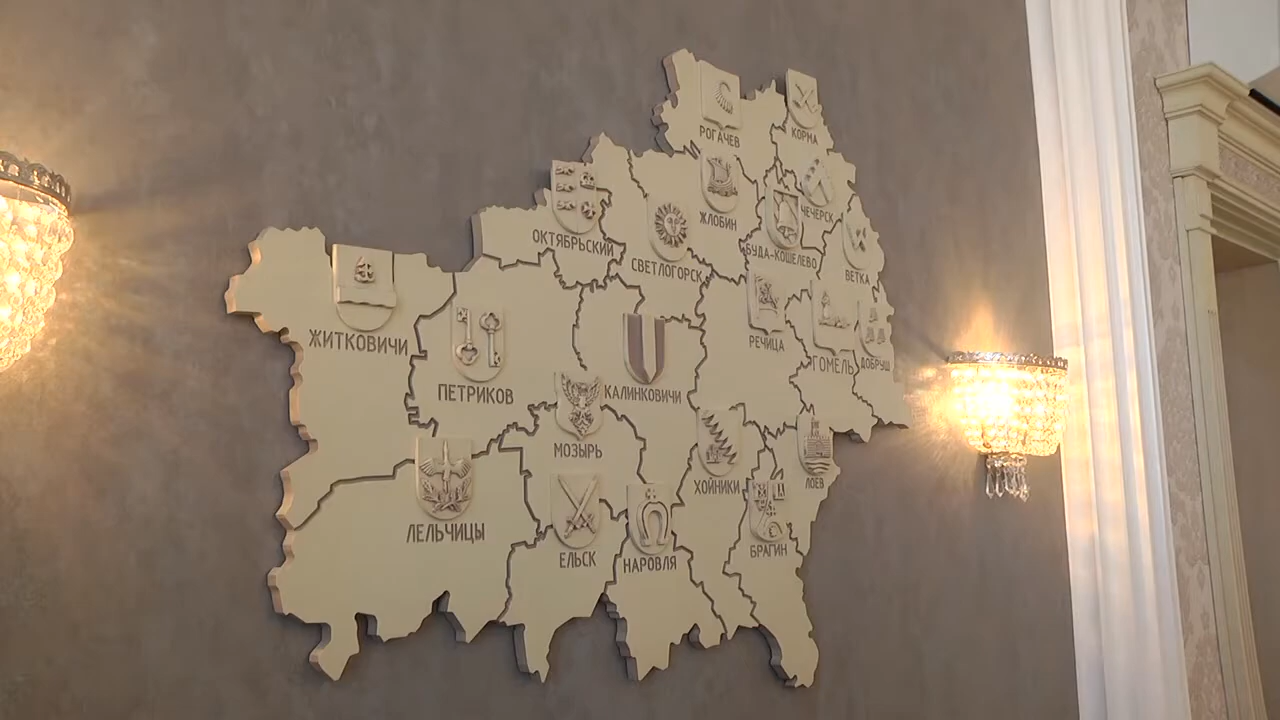 РОГАЧЕВ
КОРМА
ЖЛОБИН
ЧЕЧЕРСК
ОКТЯБРЬСКИЙ
СВЕТЛОГОРСК
БУДА-КОШЕЛЕВО
ВЕТКА
ЖИТКОВИЧИ
РЕЧИЦА
ГОМЕЛЬ
ДОБРУШ
ПЕТРИКОВ
КАЛИНКОВИЧИ
МОЗЫРЬ
ХОЙНИКИ
ЛОЕВ
ЛЕЛЬЧИЦЫ
ЕЛЬСК
НАРОВЛЯ
БРАГИН